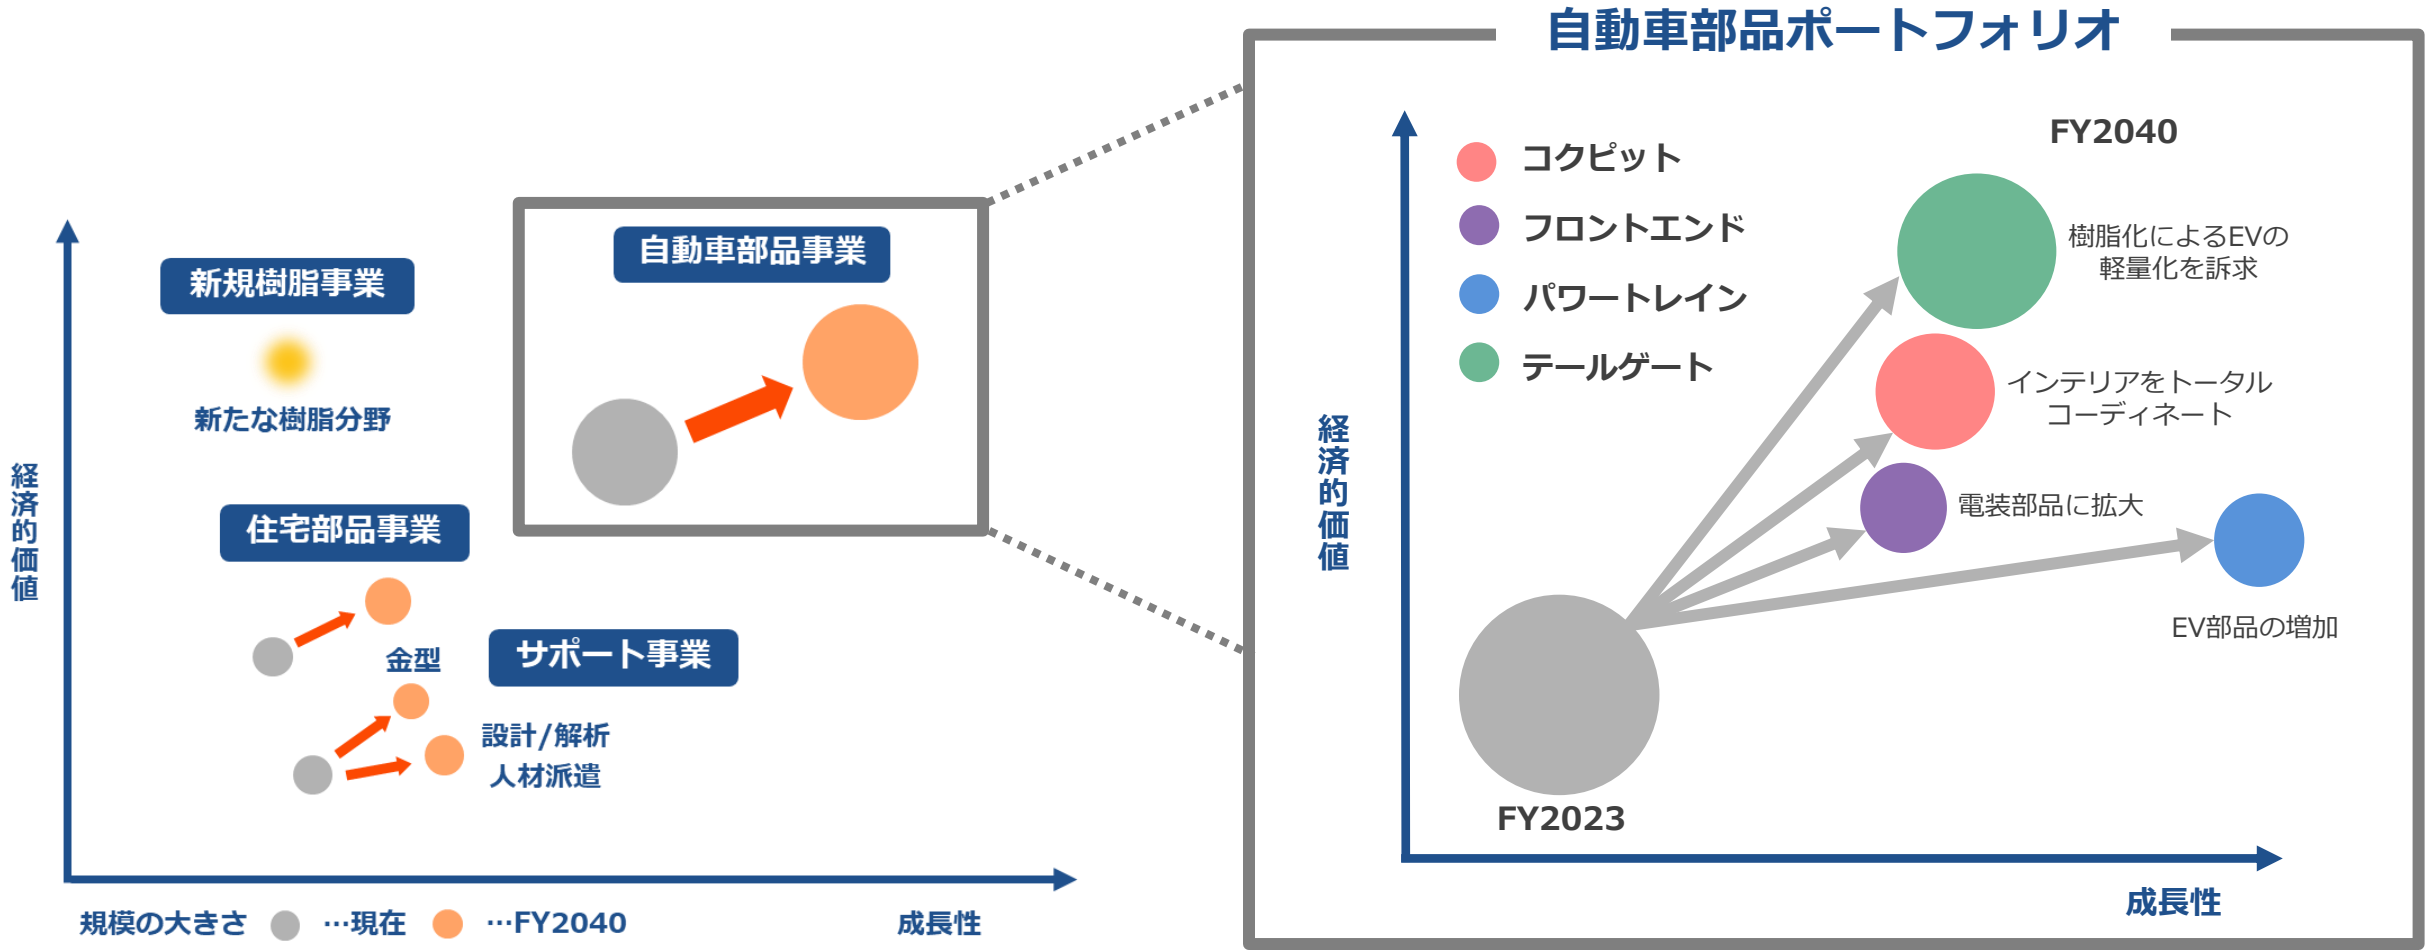 新規樹脂事業
新たな樹脂分野
自動車部品事業
住宅部品事業
金型
サポート事業
設計/解析
人材派遣
経済的価値
規模の大きさ
…現在
…FY2040
成長性
自動車部品ポートフォリオ
コクピット
フロントエンド
パワートレイン
テールゲート
FY2040
樹脂化によるEVの
軽量化を訴求
インテリアをトータル
コーディネート
電装部品に拡大
EV部品の増加
FY2023
経済的価値
成長性